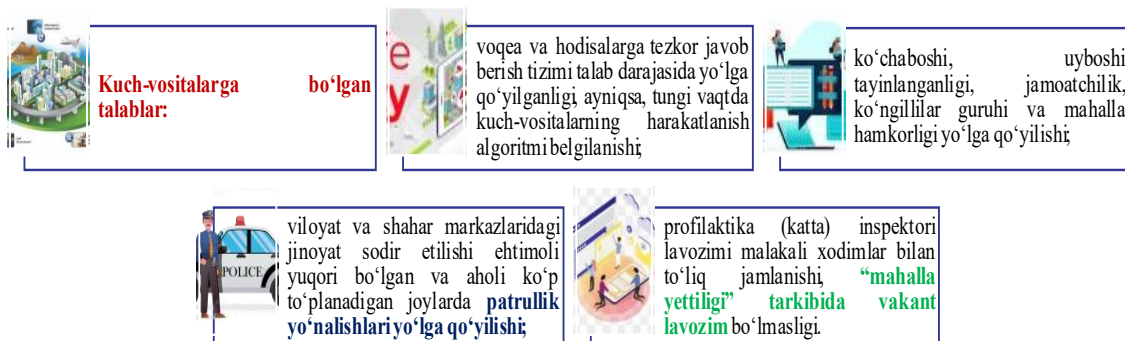 Kuch-vositalarga bo‘lgan
talablar:
voqea va hodisalarga tezkor javob
berish tizimi talab darajasida yo‘lga
qo‘yilganligi, ayniqsa, tungi vaqtda
kuch-vositalarning harakatlanish
algoritmi belgilanishi;
ko‘chaboshi, uyboshi
tayinlanganligi, jamoatchilik,
ko‘ngillilar guruhi va mahalla
hamkorligi yo‘lga qo‘yilishi;
POLICE
viloyat va shahar markazlaridagi
jinoyat sodir etilishi ehtimoli
yuqori bo‘lgan va aholi ko‘p
to‘planadigan joylarda patrullik
yo‘nalishlari yo‘lga qo‘yilishi;
profilaktika (katta) inspektori
lavozimi malakali xodimlar bilan
to‘liq jamlanishi, “mahalla
yettiligi” tarkibida vakant
lavozim bo‘lmasligi.